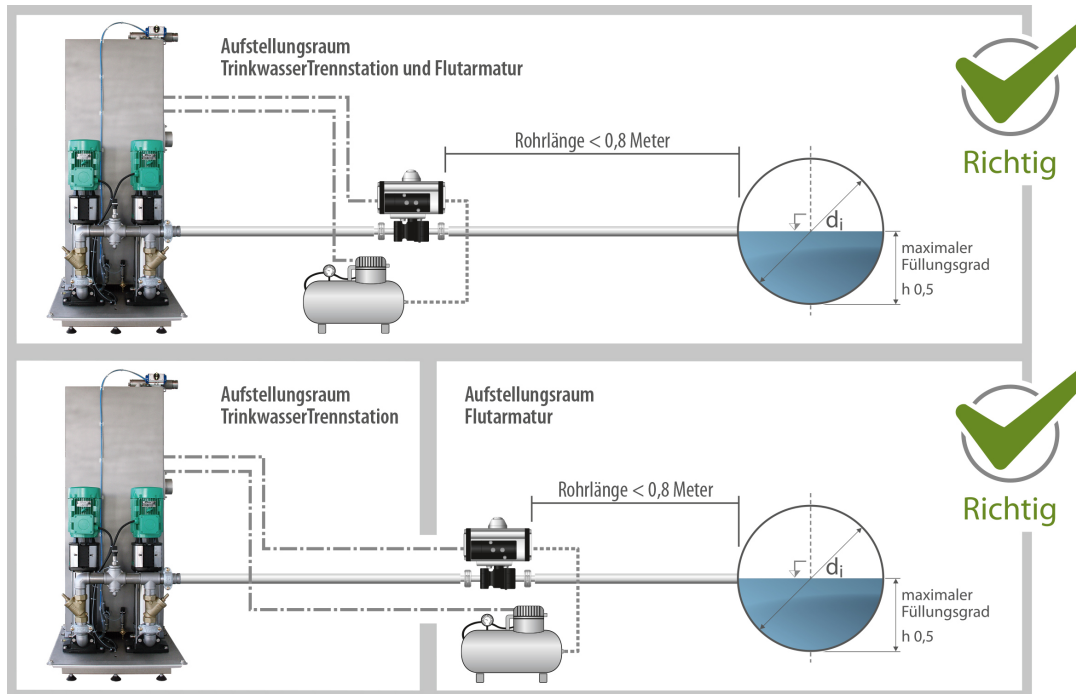 Aufstellungsraum
TrinkwasserTrennstation und Flutarmatur
Rohrlänge < 0,8 Meter
Richtig
di
maximaler
Füllungsgrad
h 0,5
Aufstellungsraum
TrinkwasserTrennstation
Aufstellungsraum
Flutarmatur
Rohrlänge < 0,8 Meter
Richtig
di
maximaler
Füllungsgrad
h 0,5